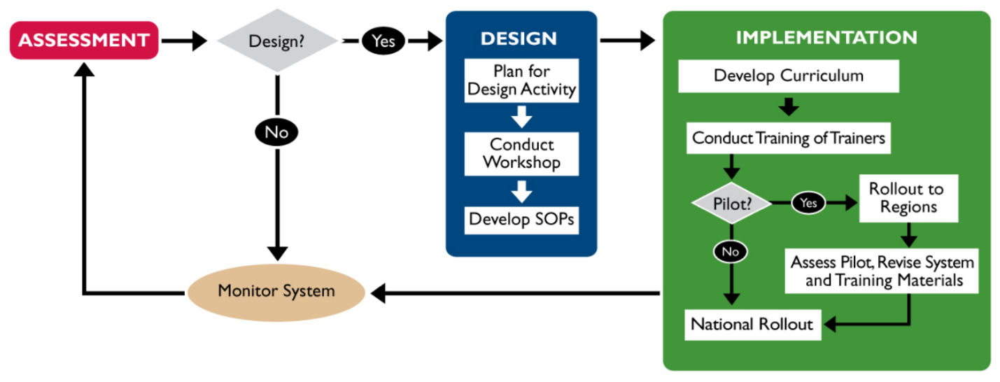 ASSESSMENT
Design?
Yes
No
Monitor System
DESIGN
Plan for
Design Activity
Conduct
Workshop
Develop SOPs
IMPLEMENTATION
Develop Curriculum
Conduct Training of Trainers
Pilot?
Yes
No
Rollout to
Regions
Assess Pilot, Revise System
and Training Materials
National Rollout